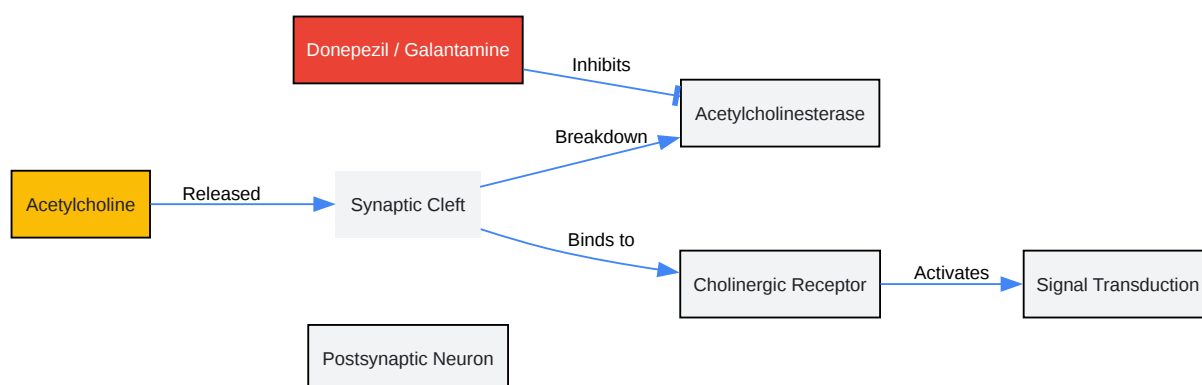 Donepezil / Galantamine
Inhibits
Acetylcholinesterase
Breakdown
Acetylcholine
Released
Synaptic Cleft
Binds to
Cholinergic Receptor
Activates
Signal Transduction
Postsynaptic Neuron